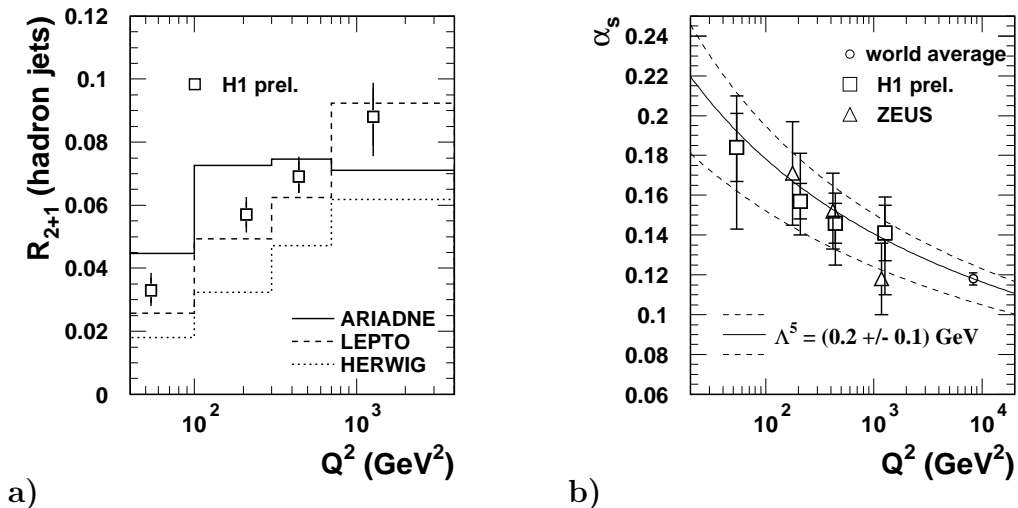 R2+1 (hadron jets)
0.12
0.1
0.08
0.06
0.04
0.02
0
H1 prel.
ARIADNE
LEPTO
HERWIG
10^2
10^3
Q^2 (GeV^2)
a)
α_s
0.24
0.22
0.2
0.18
0.16
0.14
0.12
0.1
0.08
0.06
world average
H1 prel.
ZEUS
Λ^5 = (0.2 +/- 0.1) GeV
10^2
10^3
10^4
Q^2 (GeV^2)
b)